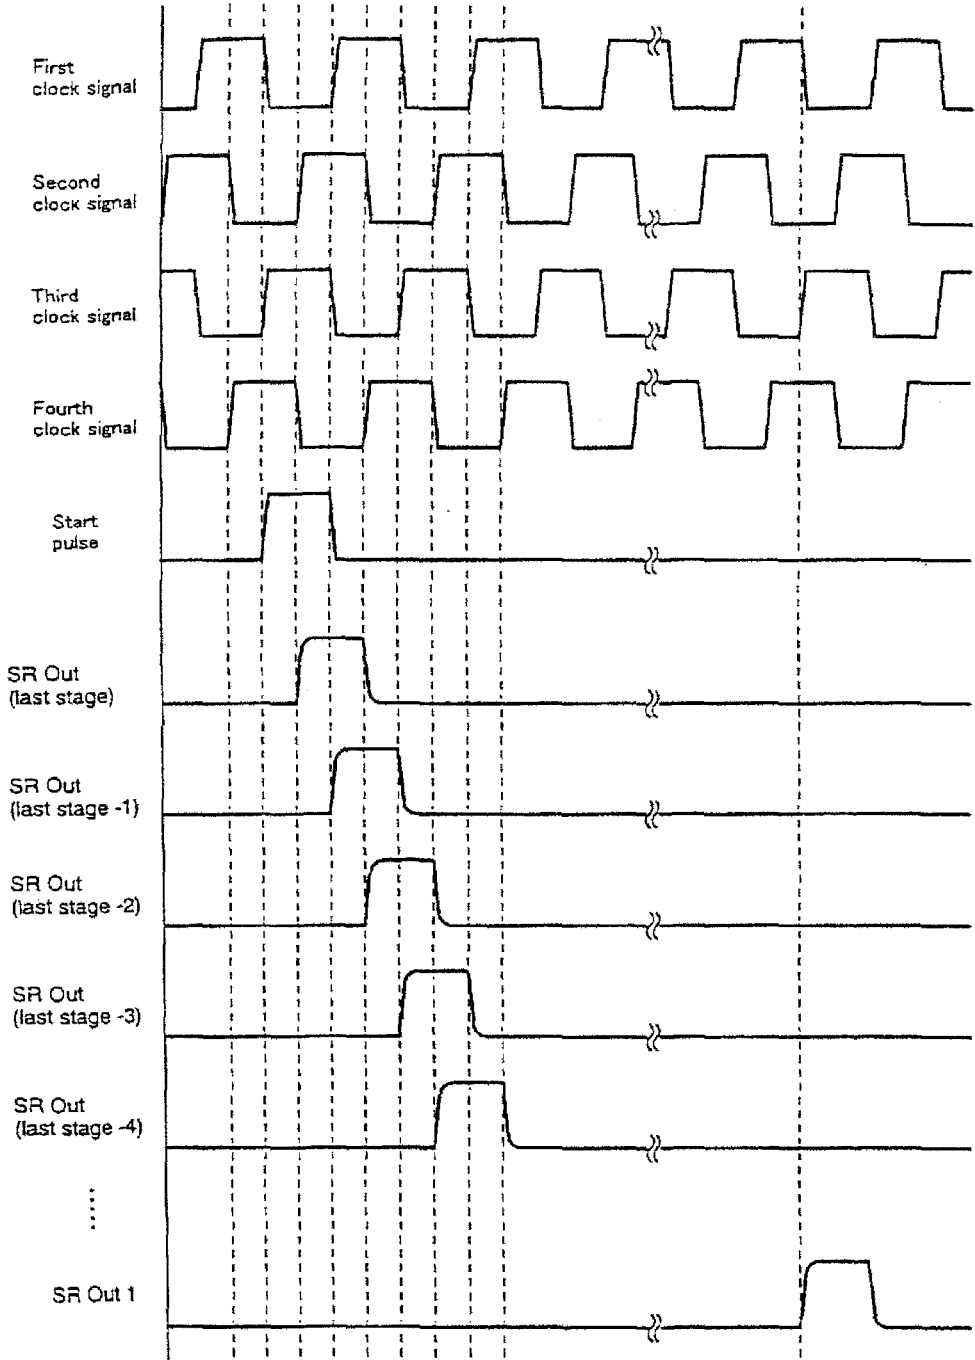 First
clock signal
Second
clock signal
Third
clock signal
Fourth
clock signal
Start
pulse
SR Out
(last stage)
SR Out
(last stage -1)
SR Out
(last stage -2)
SR Out
(last stage -3)
SR Out
(last stage -4)
SR Out 1